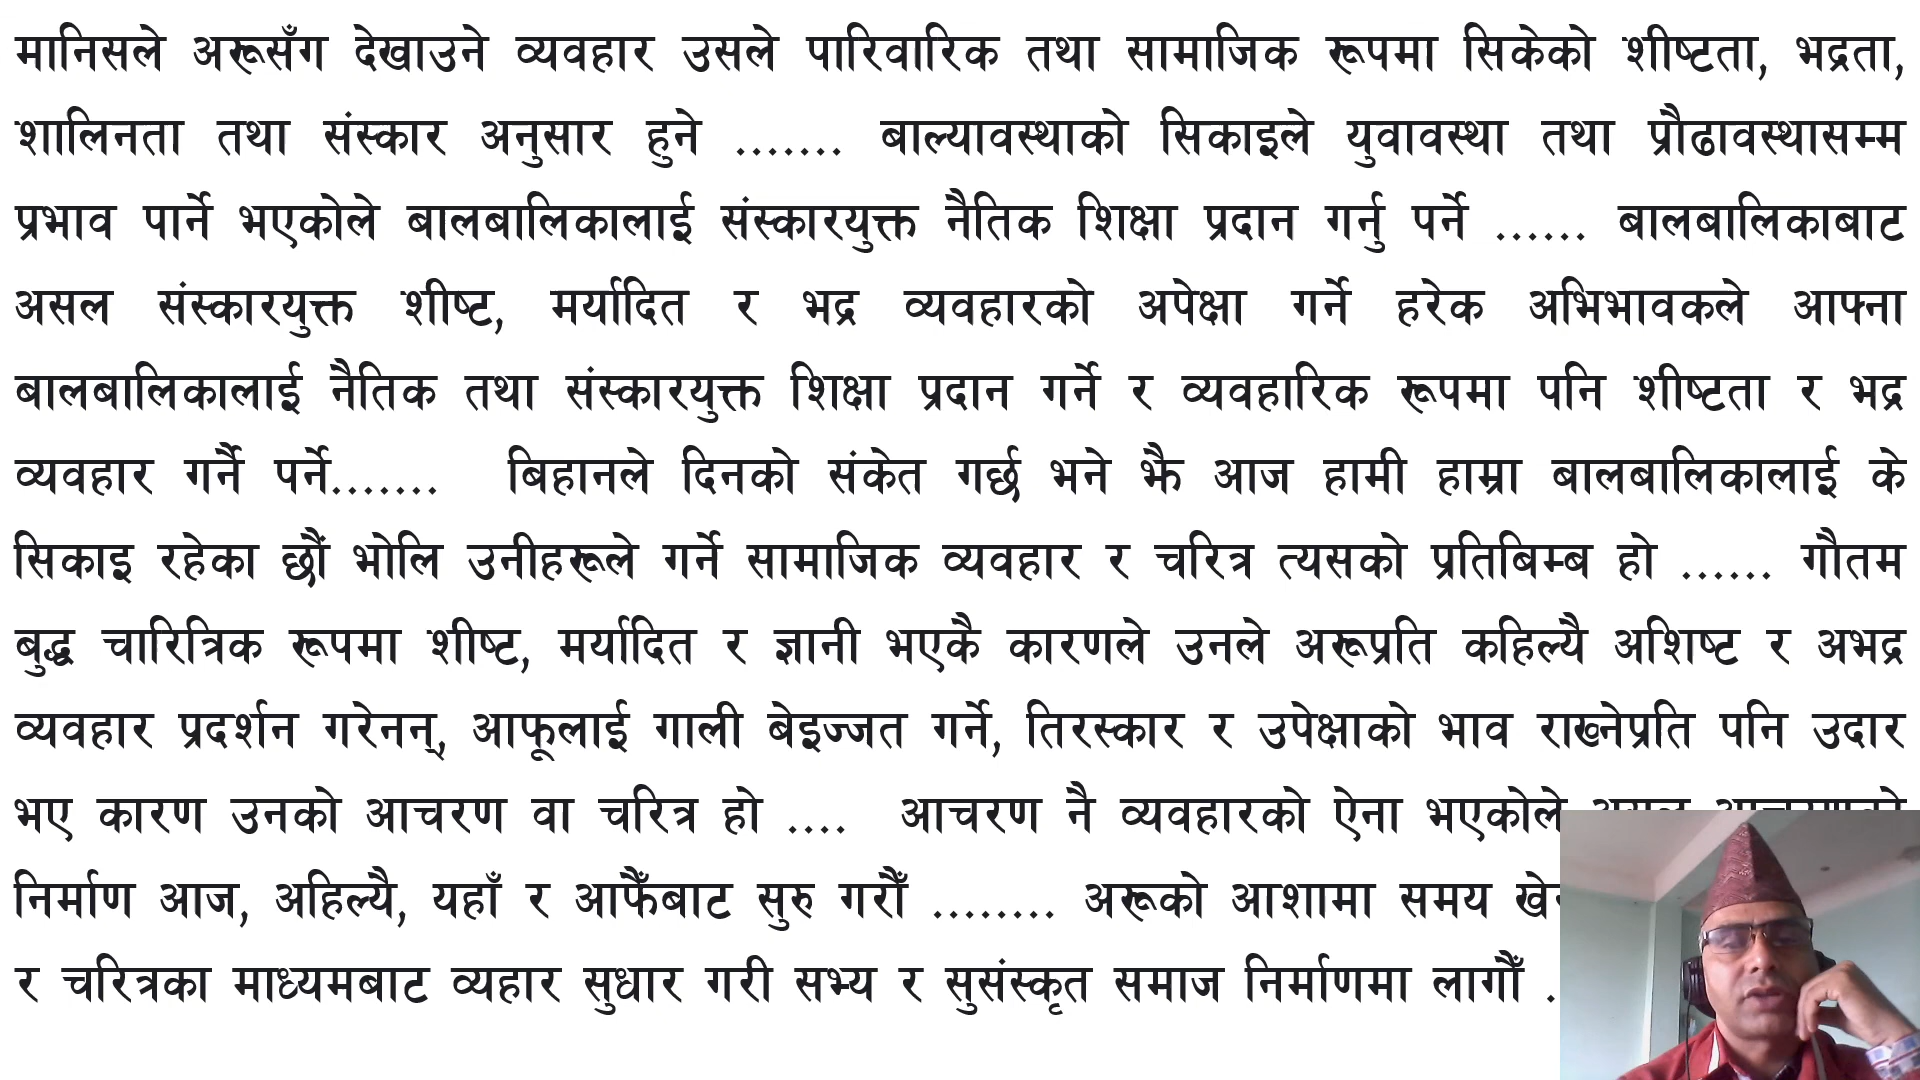 मानिसले अरूसँग देखाउने व्यवहार उसले पारिवारिक तथा सामाजिक रूपमा सिकेको शीष्टता, भद्रता,
शालिनता तथा संस्कार अनुसार हुने ....... बाल्यावस्थाको सिकाइले युवावस्था तथा प्रौढावस्थासम्म
प्रभाव पार्ने भएकोले बालबालिकालाई संस्कारयुक्त नैतिक शिक्षा प्रदान गर्नु पर्ने ...... बालबालिकाबाट
असल संस्कारयुक्त शीष्ट, मर्यादित र भद्र व्यवहारको अपेक्षा गर्ने हरेक अभिभावकले आफ्ना
बालबालिकालाई नैतिक तथा संस्कारयुक्त शिक्षा प्रदान गर्ने र व्यवहारिक रूपमा पनि शीष्टता र भद्र
व्यवहार गर्नै पर्ने....... बिहानले दिनको संकेत गर्छ भने झै आज हामी हाम्रा बालबालिकालाई के
सिकाइ रहेका छौं भोलि उनीहरूले गर्ने सामाजिक व्यवहार र चरित्र त्यसको प्रतिबिम्ब हो ...... गौतम
बुद्ध चारित्रिक रूपमा शीष्ट, मर्यादित र ज्ञानी भएकै कारणले उनले अरूप्रति कहिल्यै अशिष्ट र अभद्र
व्यवहार प्रदर्शन गरेनन्, आफूलाई गाली बेइज्जत गर्ने, तिरस्कार र उपेक्षाको भाव राख्नेप्रति पनि उदार
भए कारण उनको आचरण वा चरित्र हो .... आचरण नै व्यवहारको ऐना भएकोले
निर्माण आज, अहिल्यै, यहाँ र आफैँबाट सुरु गरौँ ........ अरूको आशामा समय
र चरित्रका माध्यमबाट व्यहार सुधार गरी सभ्य र सुसंस्कृत समाज निर्माणमा लागौँ .